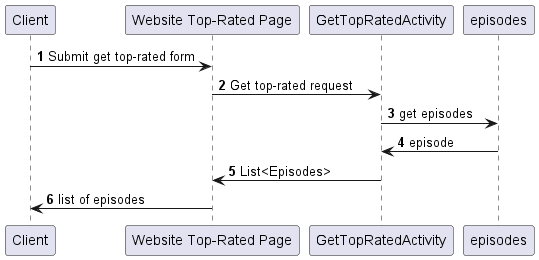 Client
Website Top-Rated Page
GetTopRatedActivity
episodes
1 Submit get top-rated form
2 Get top-rated request
3 get episodes
4 episode
5 List<Episodes>
6 list of episodes
Client
Website Top-Rated Page
GetTopRatedActivity
episodes